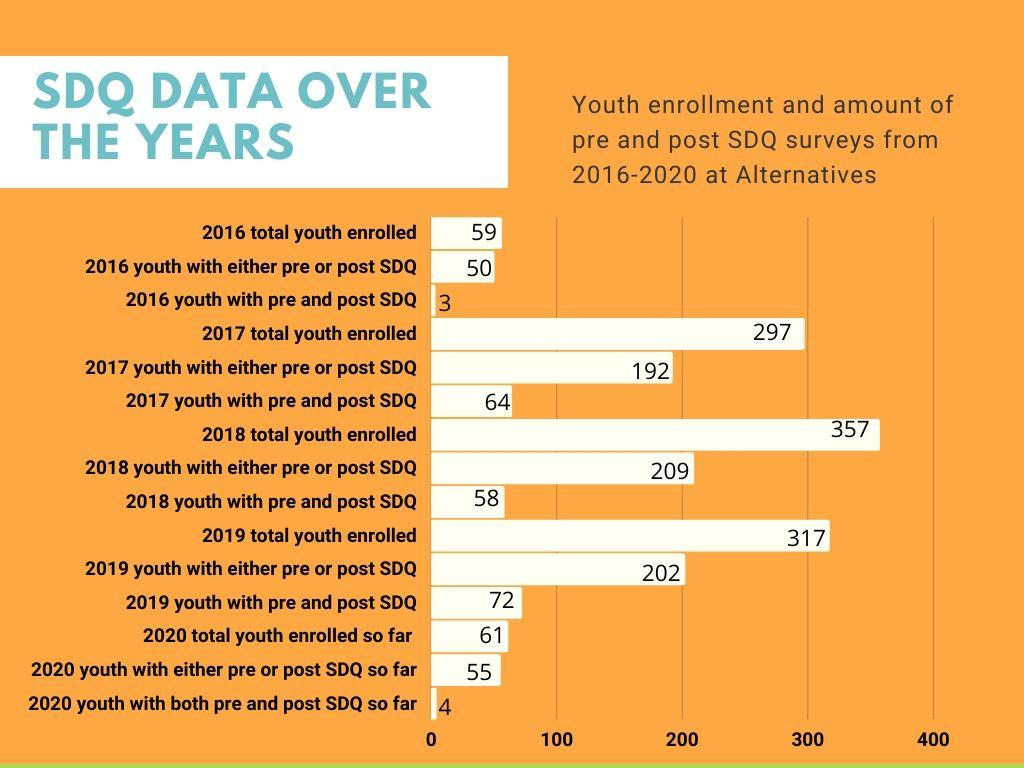 SDQ DATA OVER
THE YEARS
Youth enrollment and amount of
pre and post SDQ surveys from
2016-2020 at Alternatives
2016 total youth enrolled 59
2016 youth with either pre or post SDQ 50
2016 youth with pre and post SDQ 3
2017 total youth enrolled 297
2017 youth with either pre or post SDQ 192
2017 youth with pre and post SDQ 64
2018 total youth enrolled 357
2018 youth with either pre or post SDQ 209
2018 youth with pre and post SDQ 58
2019 total youth enrolled 317
2019 youth with either pre or post SDQ 202
2019 youth with pre and post SDQ 72
2020 total youth enrolled so far 61
2020 youth with either pre or post SDQ so far 55
2020 youth with both pre and post SDQ so far 4
0 100 200 300 400